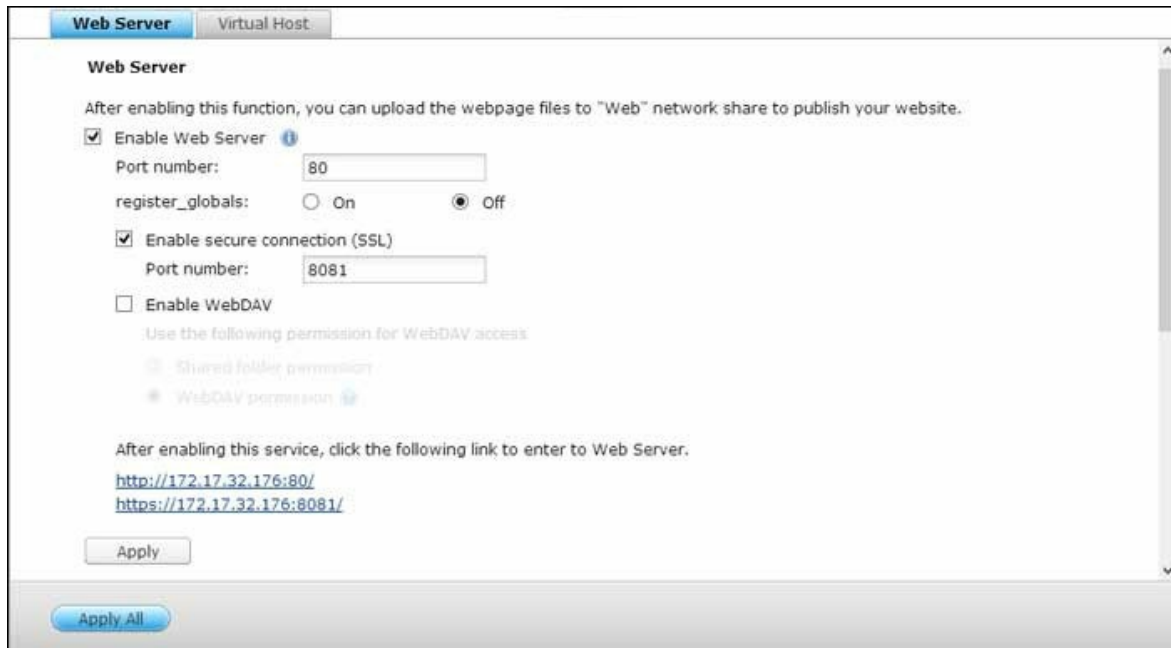 Web Server Virtual Host
Web Server
After enabling this function, you can upload the webpage files to "Web" network share to publish your website.
Enable Web Server
Port number: 80
register_globals: On Off
Enable secure connection (SSL)
Port number: 8081
Enable WebDAV
Use the following permission for WebDAV access
Shared folder permission
WebDAV permission
After enabling this service, click the following link to enter to Web Server.
http://172.17.32.176:80/
https://172.17.32.176:8081/
Apply
Apply All